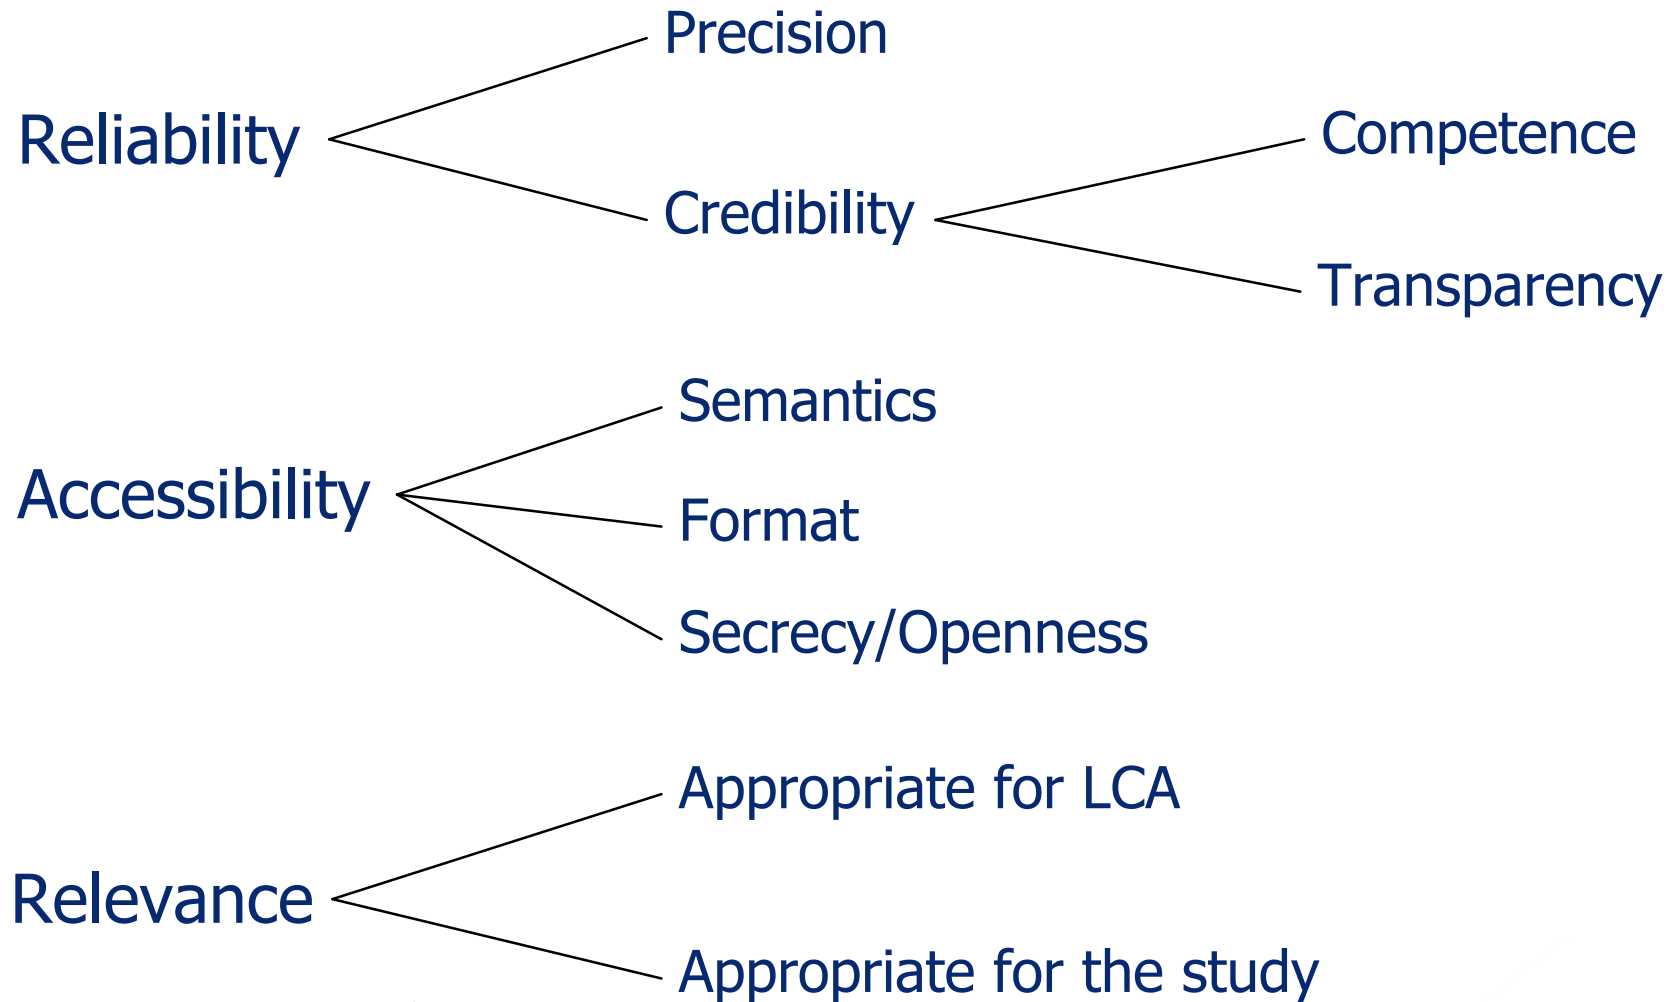 Precision
Reliability
Competence
Credibility
Transparency
Semantics
Accessibility
Format
Secrecy/Openness
Appropriate for LCA
Relevance
Appropriate for the study